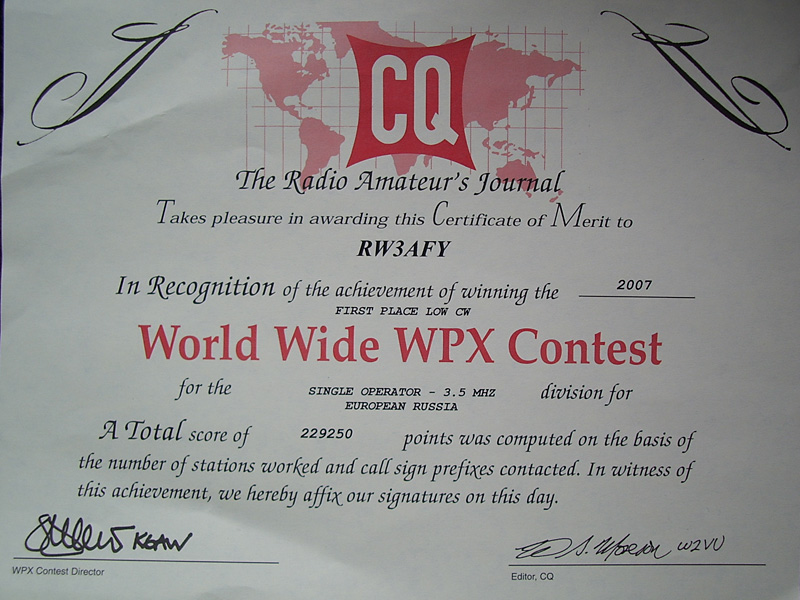 CQ
The Radio Amateur's Journal
Takes pleasure in awarding this Certificate of Merit to
RW3AFY
In Recognition of the achievement of winning the 2007
FIRST PLACE LOW CW
World Wide WPX Contest
for the SINGLE OPERATOR - 3.5 MHZ division for
EUROPEAN RUSSIA
A Total score of 229250 points was computed on the basis of
the number of stations worked and call sign prefixes contacted. In witness of
this achievement, we hereby affix our signatures on this day.
W2VU
WPX Contest Director
Editor, CQ